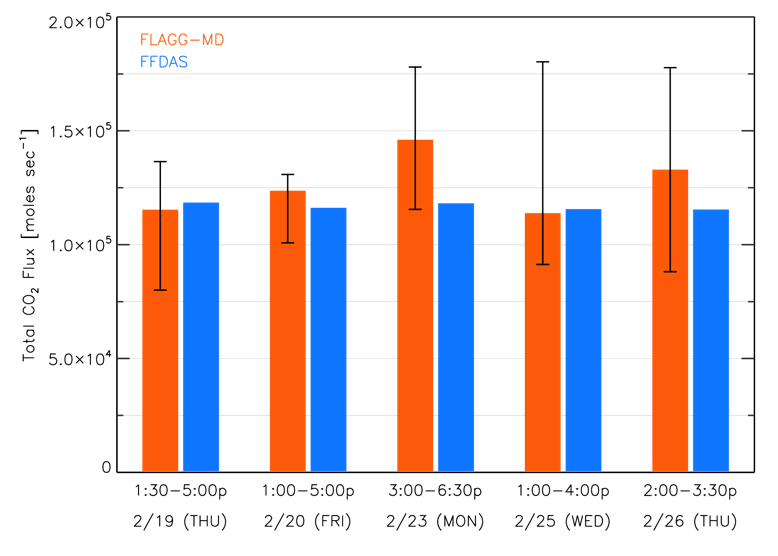 2.0×10⁵
FLAGG−MD
FFDAS
1.5×10⁵
1.0×10⁵
5.0×10⁴
0
Total CO₂ Flux [moles sec⁻¹]
1:30−5:00p 1:00−5:00p 3:00−6:30p 1:00−4:00p 2:00−3:30p
2/19 (THU) 2/20 (FRI) 2/23 (MON) 2/25 (WED) 2/26 (THU)